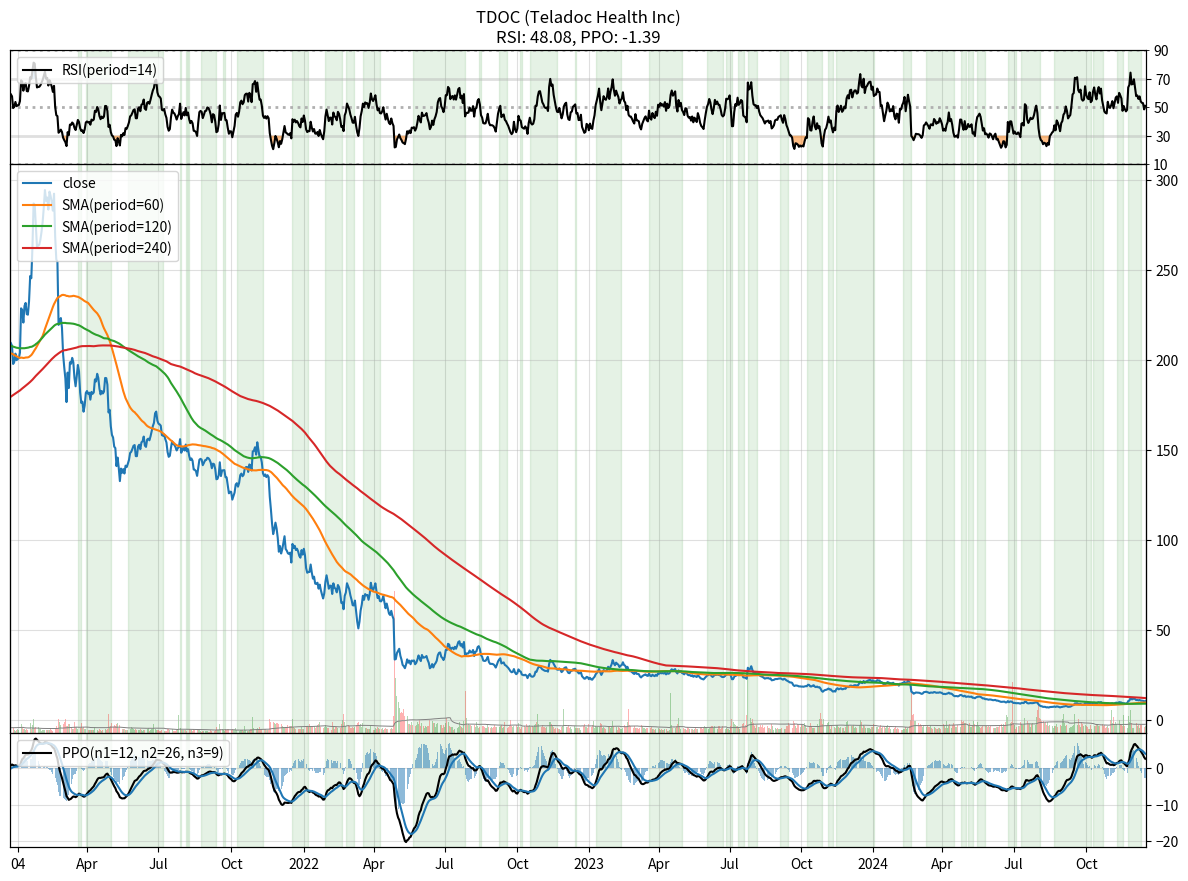 TDOC (Teladoc Health Inc)
RSI: 48.08, PPO: -1.39
RSI(period=14)
90
70
50
30
10
close
SMA(period=60)
SMA(period=120)
SMA(period=240)
300
250
200
150
100
50
0
PPO(n1=12, n2=26, n3=9)
0
−10
−20
04 Apr Jul Oct 2022 Apr Jul Oct 2023 Apr Jul Oct 2024 Apr Jul Oct